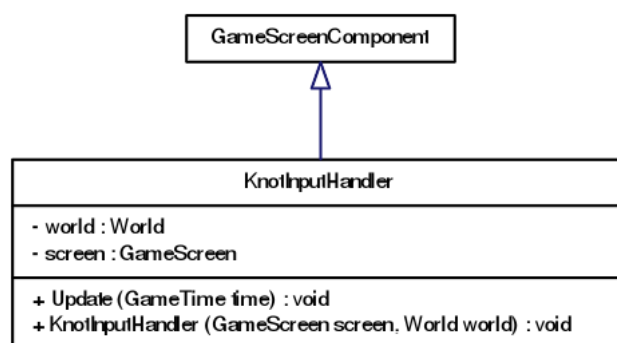 GameScreenComponent
KnotInputHandler
- world : World
- screen : GameScreen
+ Update (GameTime time) : void
+ KnotInputHandler (GameScreen screen, World world) : void